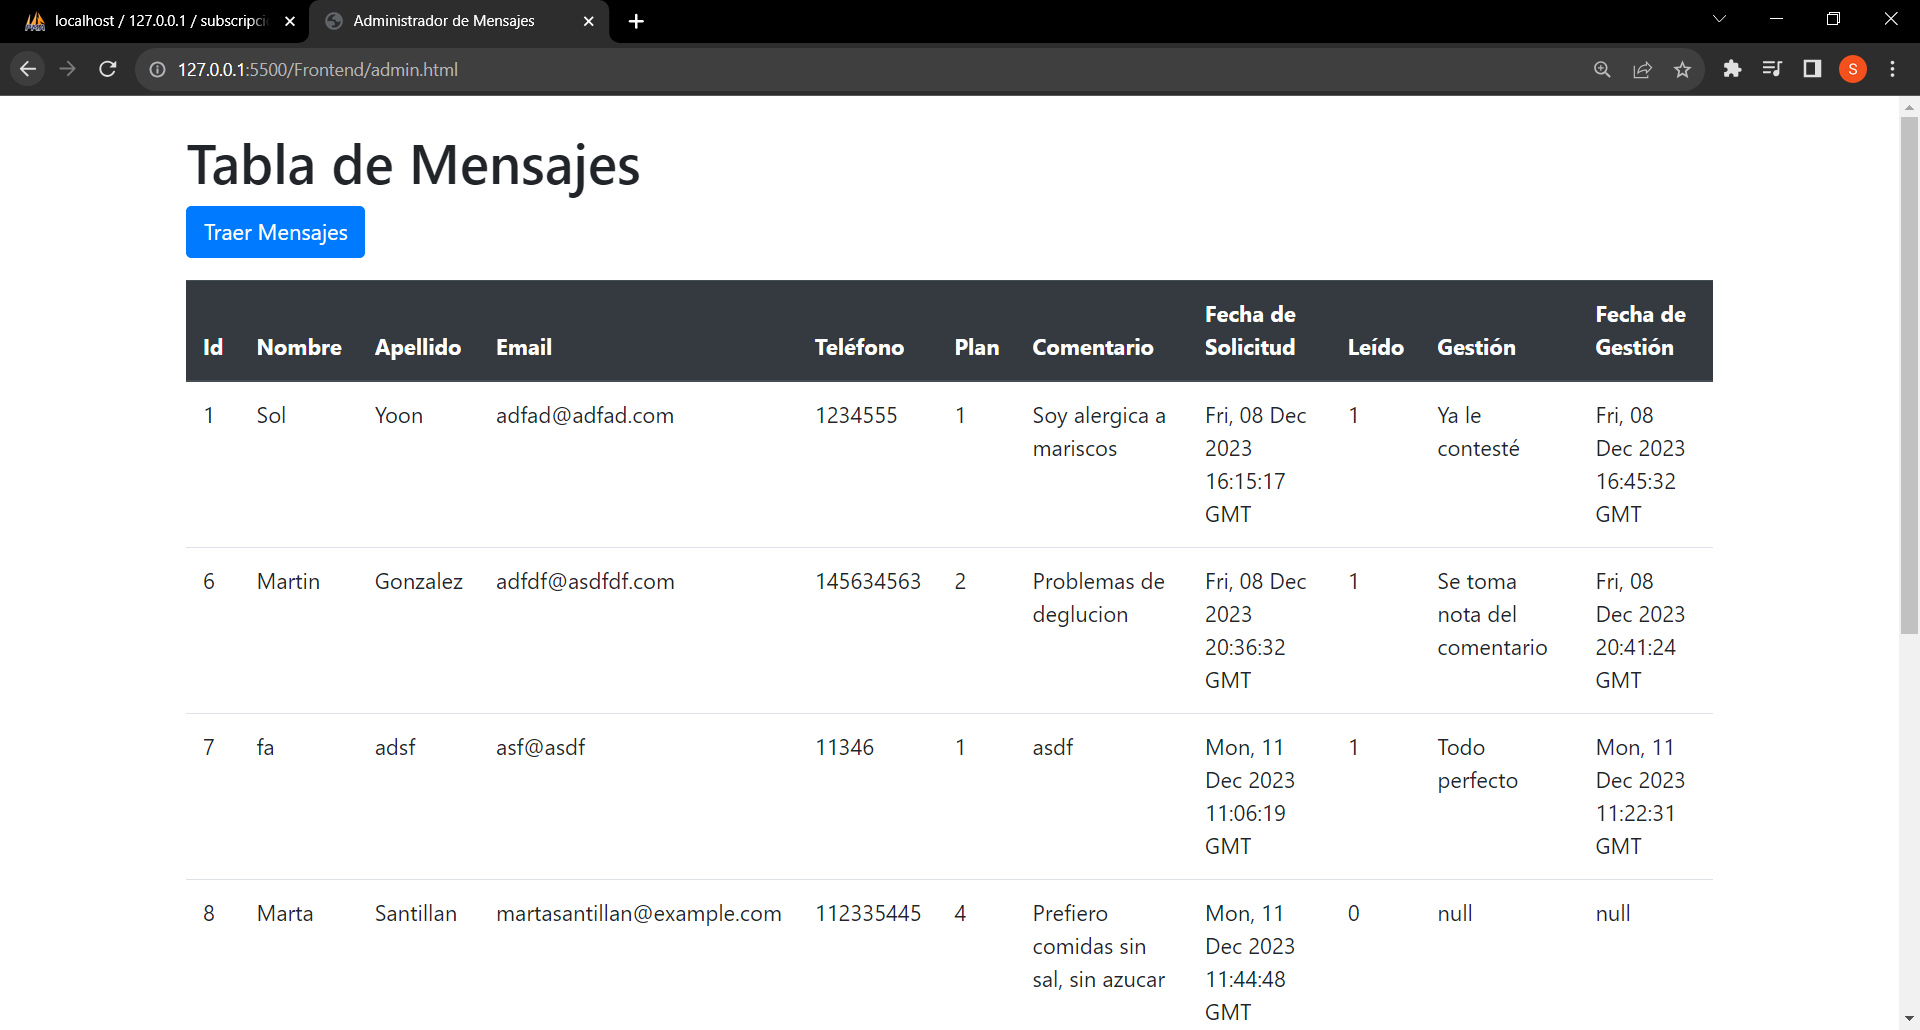 localhost / 127.0.0.1 / subscripci
Administrador de Mensajes
127.0.0.1:5500/Frontend/admin.html
S
Tabla de Mensajes
Traer Mensajes
Id Nombre Apellido Email Teléfono Plan Comentario Fecha de Solicitud Leído Gestión Fecha de Gestión
1 Sol Yoon adfad@adfad.com 1234555 1 Soy alergica a mariscos Fri, 08 Dec 2023 16:15:17 GMT 1 Ya le contesté Fri, 08 Dec 2023 16:45:32 GMT
6 Martin Gonzalez adfdf@asdfdf.com 145634563 2 Problemas de deglucion Fri, 08 Dec 2023 20:36:32 GMT 1 Se toma nota del comentario Fri, 08 Dec 2023 20:41:24 GMT
7 fa adsf asf@asdf 11346 1 asdf Mon, 11 Dec 2023 11:06:19 GMT 1 Todo perfecto Mon, 11 Dec 2023 11:22:31 GMT
8 Marta Santillan martasantillan@example.com 112335445 4 Prefiero comidas sin sal, sin azucar Mon, 11 Dec 2023 11:44:48 GMT 0 null null